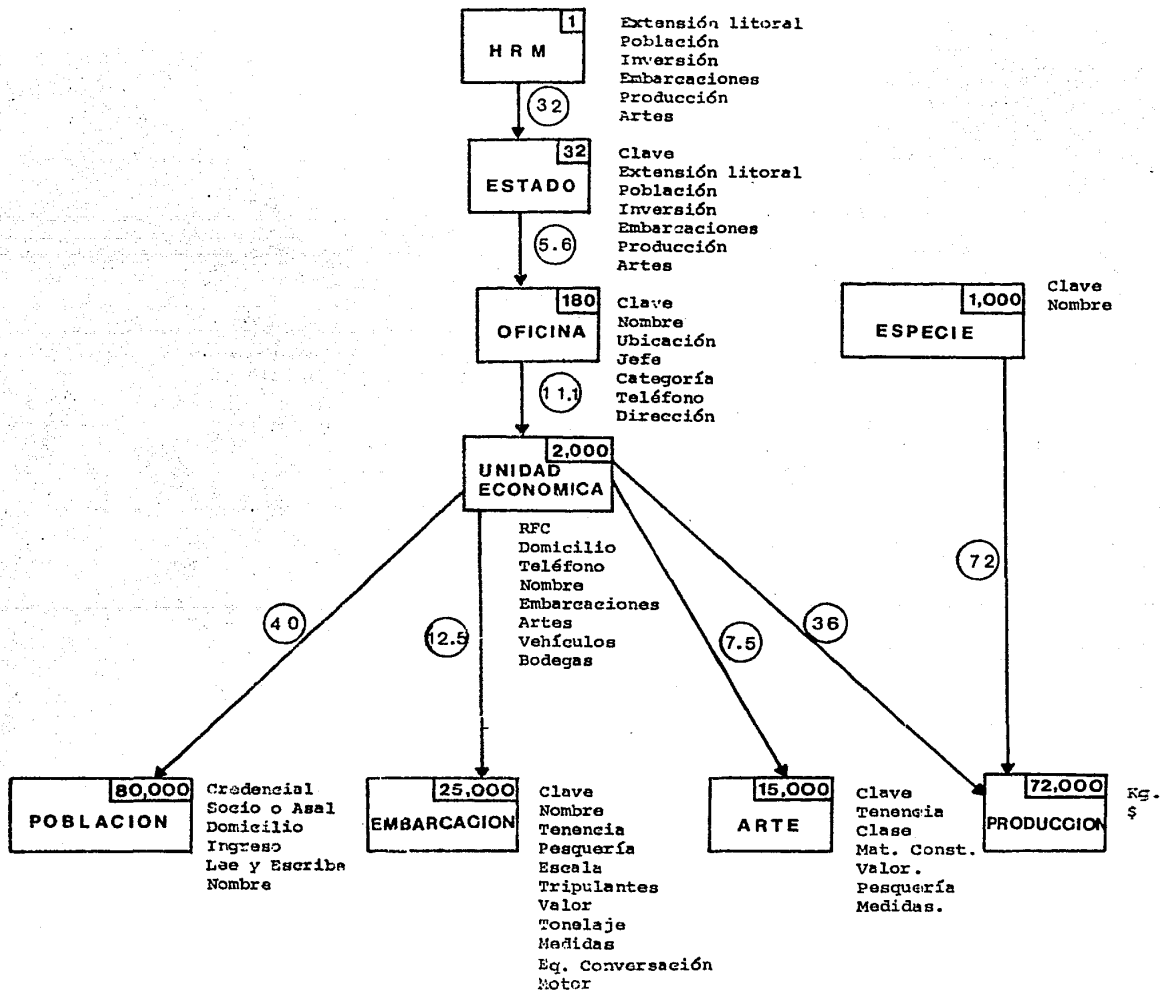 1
H R M
Extensión litoral
Población
Inversión
Embarcaciones
Producción
Artes
32
32
ESTADO
Clave
Extensión litoral
Población
Inversión
Embarcaciones
Producción
Artes
5.6
180
OFICINA
Clave
Nombre
Ubicación
Jefe
Categoría
Teléfono
Dirección
1,000
ESPECIE
Clave
Nombre
11.1
2,000
UNIDAD
ECONOMICA
RFC
Domicilio
Teléfono
Nombre
Embarcaciones
Artes
Vehículos
Bodegas
40
12.5
7.5
36
72
80,000
POBLACION
Credencial
Socio o Asal
Domicilio
Ingreso
Lee y Escribe
Nombre
25,000
EMBARCACION
Clave
Nombre
Tenencia
Pesquería
Escala
Tripulantes
Valor
Tonelaje
Medidas
Eq. Conversación
Motor
15,000
ARTE
Clave
Tenencia
Clase
Mat. Const.
Valor.
Pesquería
Medidas.
72,000
PRODUCCION
Kg.
$